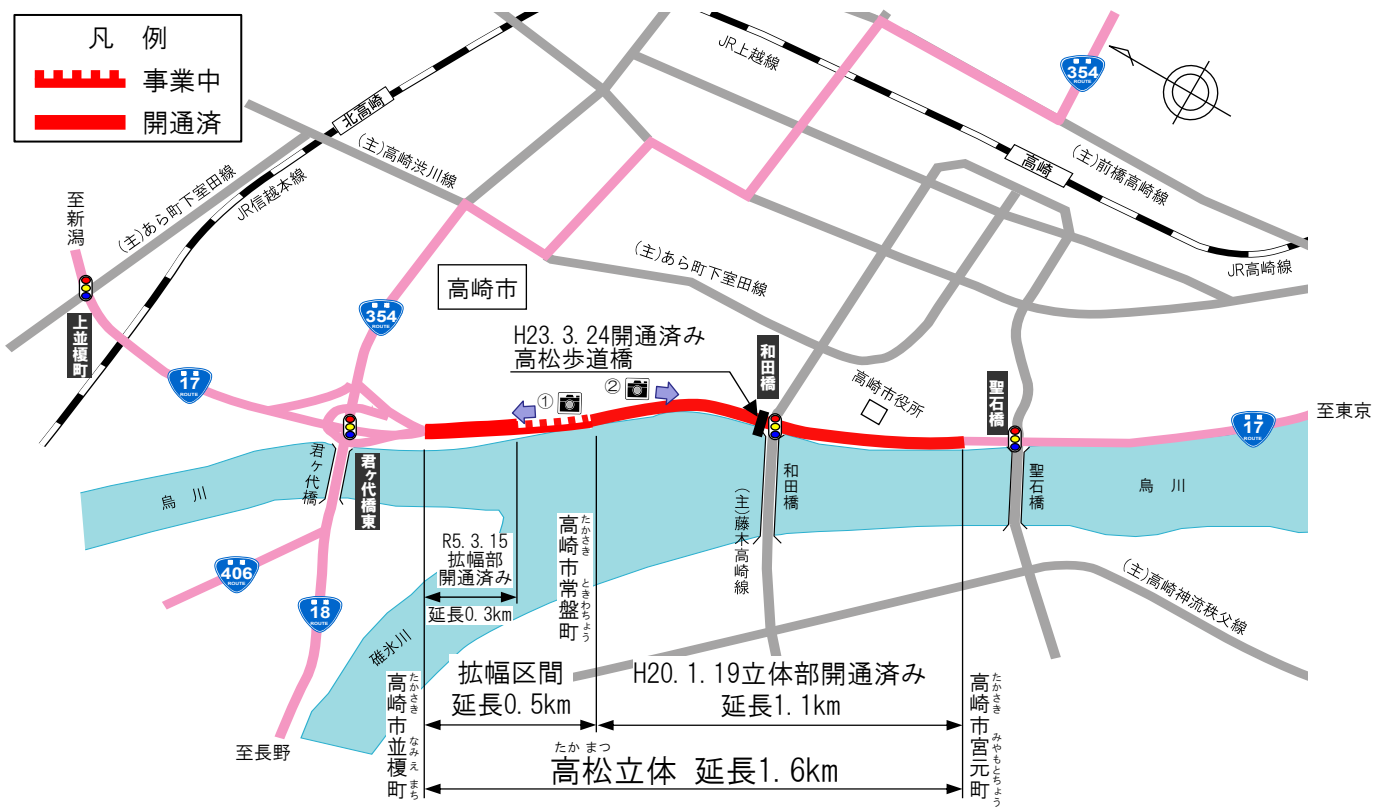 凡 例
事業中
開通済
北高崎
JR上越線
354
ROUTE
(主)高崎渋川線
高崎
(主)前橋高崎線
(主)あら町下室田線
JR信越本線
至新潟
JR高崎線
(主)あら町下室田線
高崎市
354
ROUTE
上並榎町
17
ROUTE
H23.3.24開通済み
高松歩道橋
和田橋
高崎市役所
聖石橋
①
②
至東京
17
ROUTE
君ヶ代橋
君ヶ代橋東
烏 川
和田橋
聖石橋
烏 川
(主)藤木高崎線
R5.3.15
拡幅部
開通済み
延長0.3km
高崎市常盤町
たかさき ときわちょう
406
ROUTE
18
ROUTE
碓氷川
(主)高崎神流秩父線
至長野
拡幅区間
延長0.5km
H20.1.19立体部開通済み
延長1.1km
高崎市並榎町
たかさき なみえ まち
高崎市宮元町
たかさき みやもとちょう
たか まつ
高松立体 延長1.6km